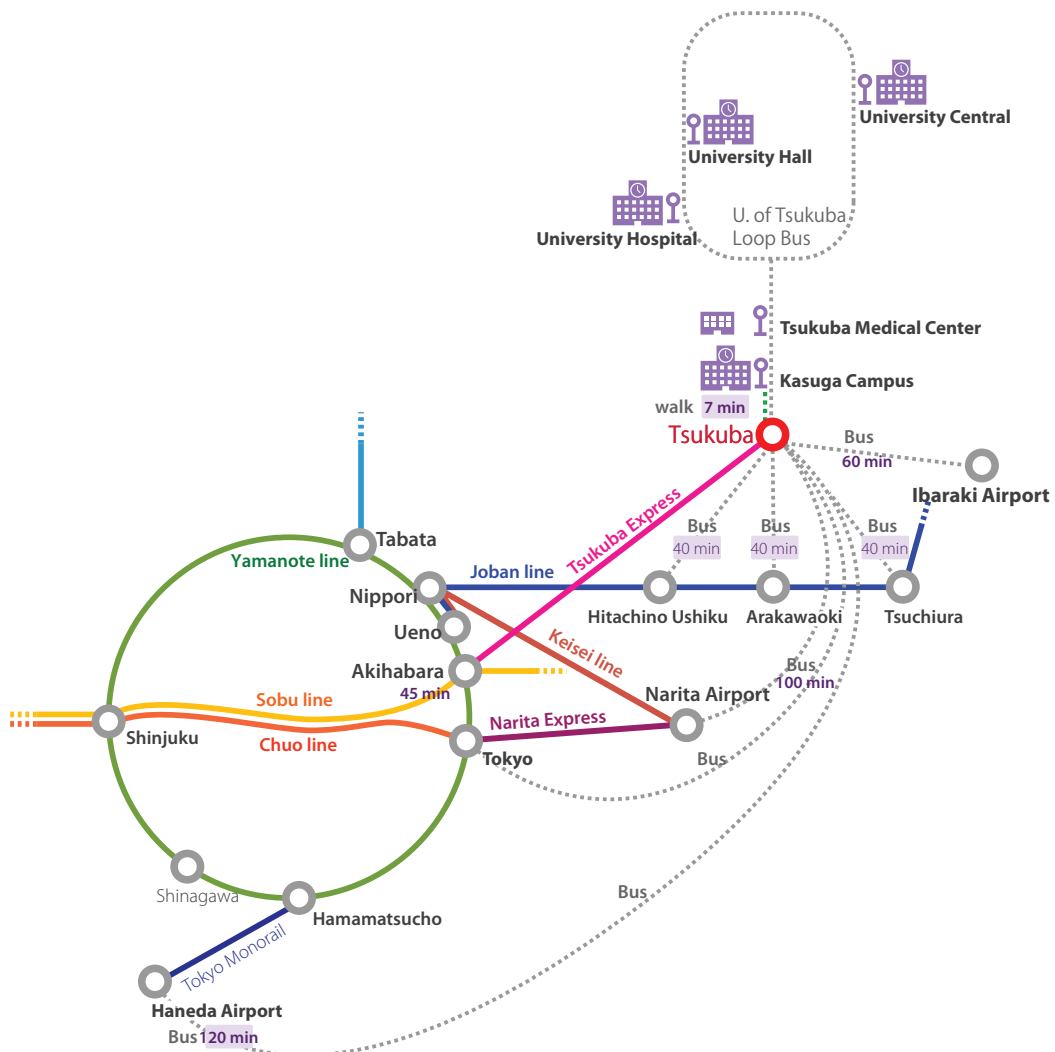 University Central
University Hall
U. of Tsukuba
Loop Bus
University Hospital
Tsukuba Medical Center
Kasuga Campus
walk 7 min
Tsukuba
Bus
60 min
Ibaraki Airport
Tsukuba Express
Bus
40 min
Bus
40 min
Bus
40 min
Tabata
Yamanote line
Joban line
Nippori
Hitachino Ushiku
Arakawaoki
Tsuchiura
Ueno
Keisei line
Akihabara
45 min
Bus
100 min
Narita Airport
Sobu line
Narita Express
Shinjuku
Chuo line
Tokyo
Bus
Shinagawa
Bus
Hamamatsucho
Tokyo Monorail
Haneda Airport
Bus 120 min